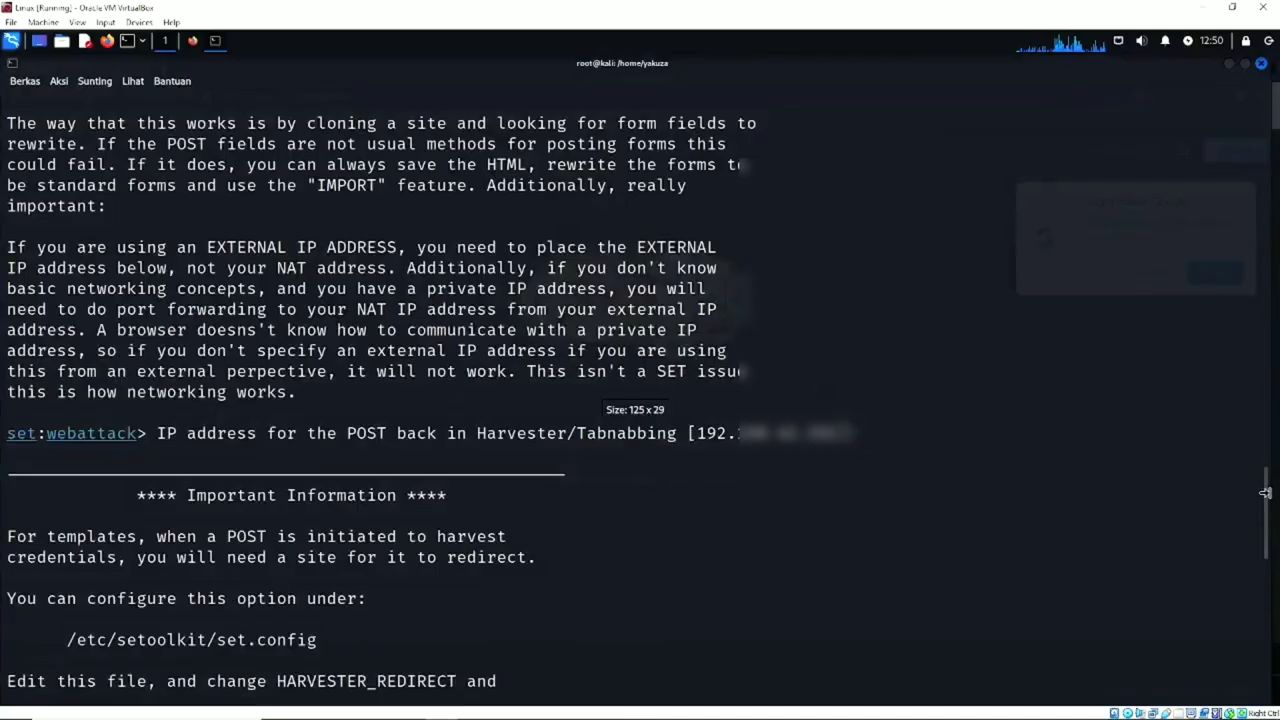 Linux [Running] - Oracle VM VirtualBox
File Machine View Input Devices Help
1
12:50
root@kali: /home/yakuza
Berkas Aksi Sunting Lihat Bantuan
The way that this works is by cloning a site and looking for form fields to
rewrite. If the POST fields are not usual methods for posting forms this
could fail. If it does, you can always save the HTML, rewrite the forms to
be standard forms and use the "IMPORT" feature. Additionally, really
important:
If you are using an EXTERNAL IP ADDRESS, you need to place the EXTERNAL
IP address below, not your NAT address. Additionally, if you don't know
basic networking concepts, and you have a private IP address, you will
need to do port forwarding to your NAT IP address from your external IP
address. A browser doesns't know how to communicate with a private IP
address, so if you don't specify an external IP address if you are using
this from an external perpective, it will not work. This isn't a SET issue
this is how networking works.
Size: 125 x 29
set:webattack> IP address for the POST back in Harvester/Tabnabbing [192.
**** Important Information ****
For templates, when a POST is initiated to harvest
credentials, you will need a site for it to redirect.
You can configure this option under:
/etc/setoolkit/set.config
Edit this file, and change HARVESTER_REDIRECT and
Right Ctrl